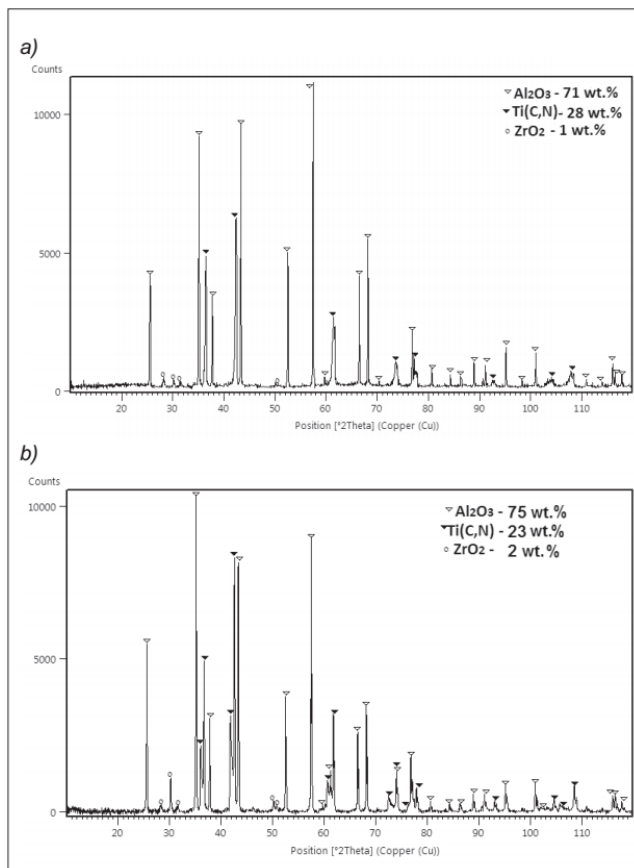 a)
Counts
▽ Al₂O₃ - 71 wt.%
▼ Ti(C,N)- 28 wt.%
○ ZrO₂ - 1 wt.%
10000
5000
0
20 30 40 50 60 70 80 90 100 110
Position [°2Theta] (Copper (Cu))
b)
Counts
▽ Al₂O₃ - 75 wt.%
▼ Ti(C,N) - 23 wt.%
○ ZrO₂ - 2 wt.%
10000
5000
0
20 30 40 50 60 70 80 90 100 110
Position [°2Theta] (Copper (Cu))